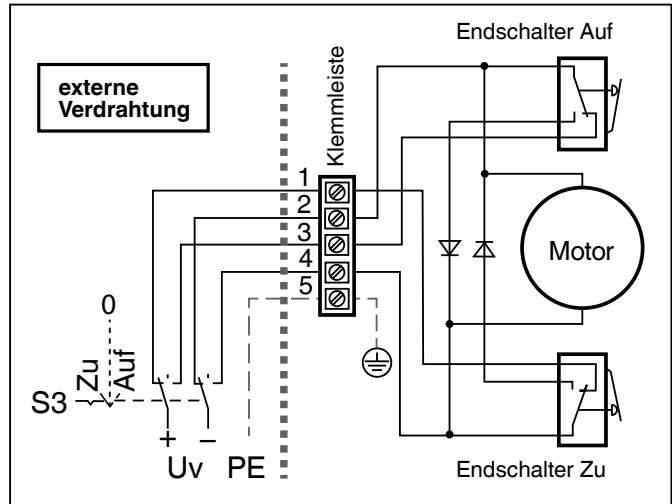 Endschalter Auf
externe
Verdrahtung
Klemmleiste
1
2
3
4
5
Motor
0
Zu
Auf
S3
+
–
Uv
PE
Endschalter Zu